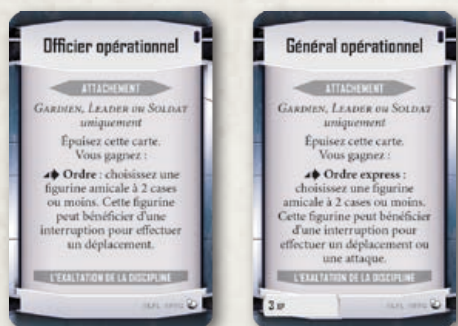 Officier opérationnel
ATTACHEMENT
GARDIEN, LEADER OU SOLDAT
uniquement
Épuisez cette carte.
Vous gagnez :
Ordre : choisissez une
figurine amicale à 2 cases
ou moins. Cette figurine
peut bénéficier d'une
interruption pour effectuer
un déplacement.
L'EXALTATION DE LA DISCIPLINE
Général opérationnel
ATTACHEMENT
GARDIEN, LEADER OU SOLDAT
uniquement
Épuisez cette carte.
Vous gagnez :
Ordre express :
choisissez une figurine
amicale à 2 cases ou moins.
Cette figurine peut bénéficier
d'une interruption pour
effectuer un déplacement ou
une attaque.
L'EXALTATION DE LA DISCIPLINE
3 XP